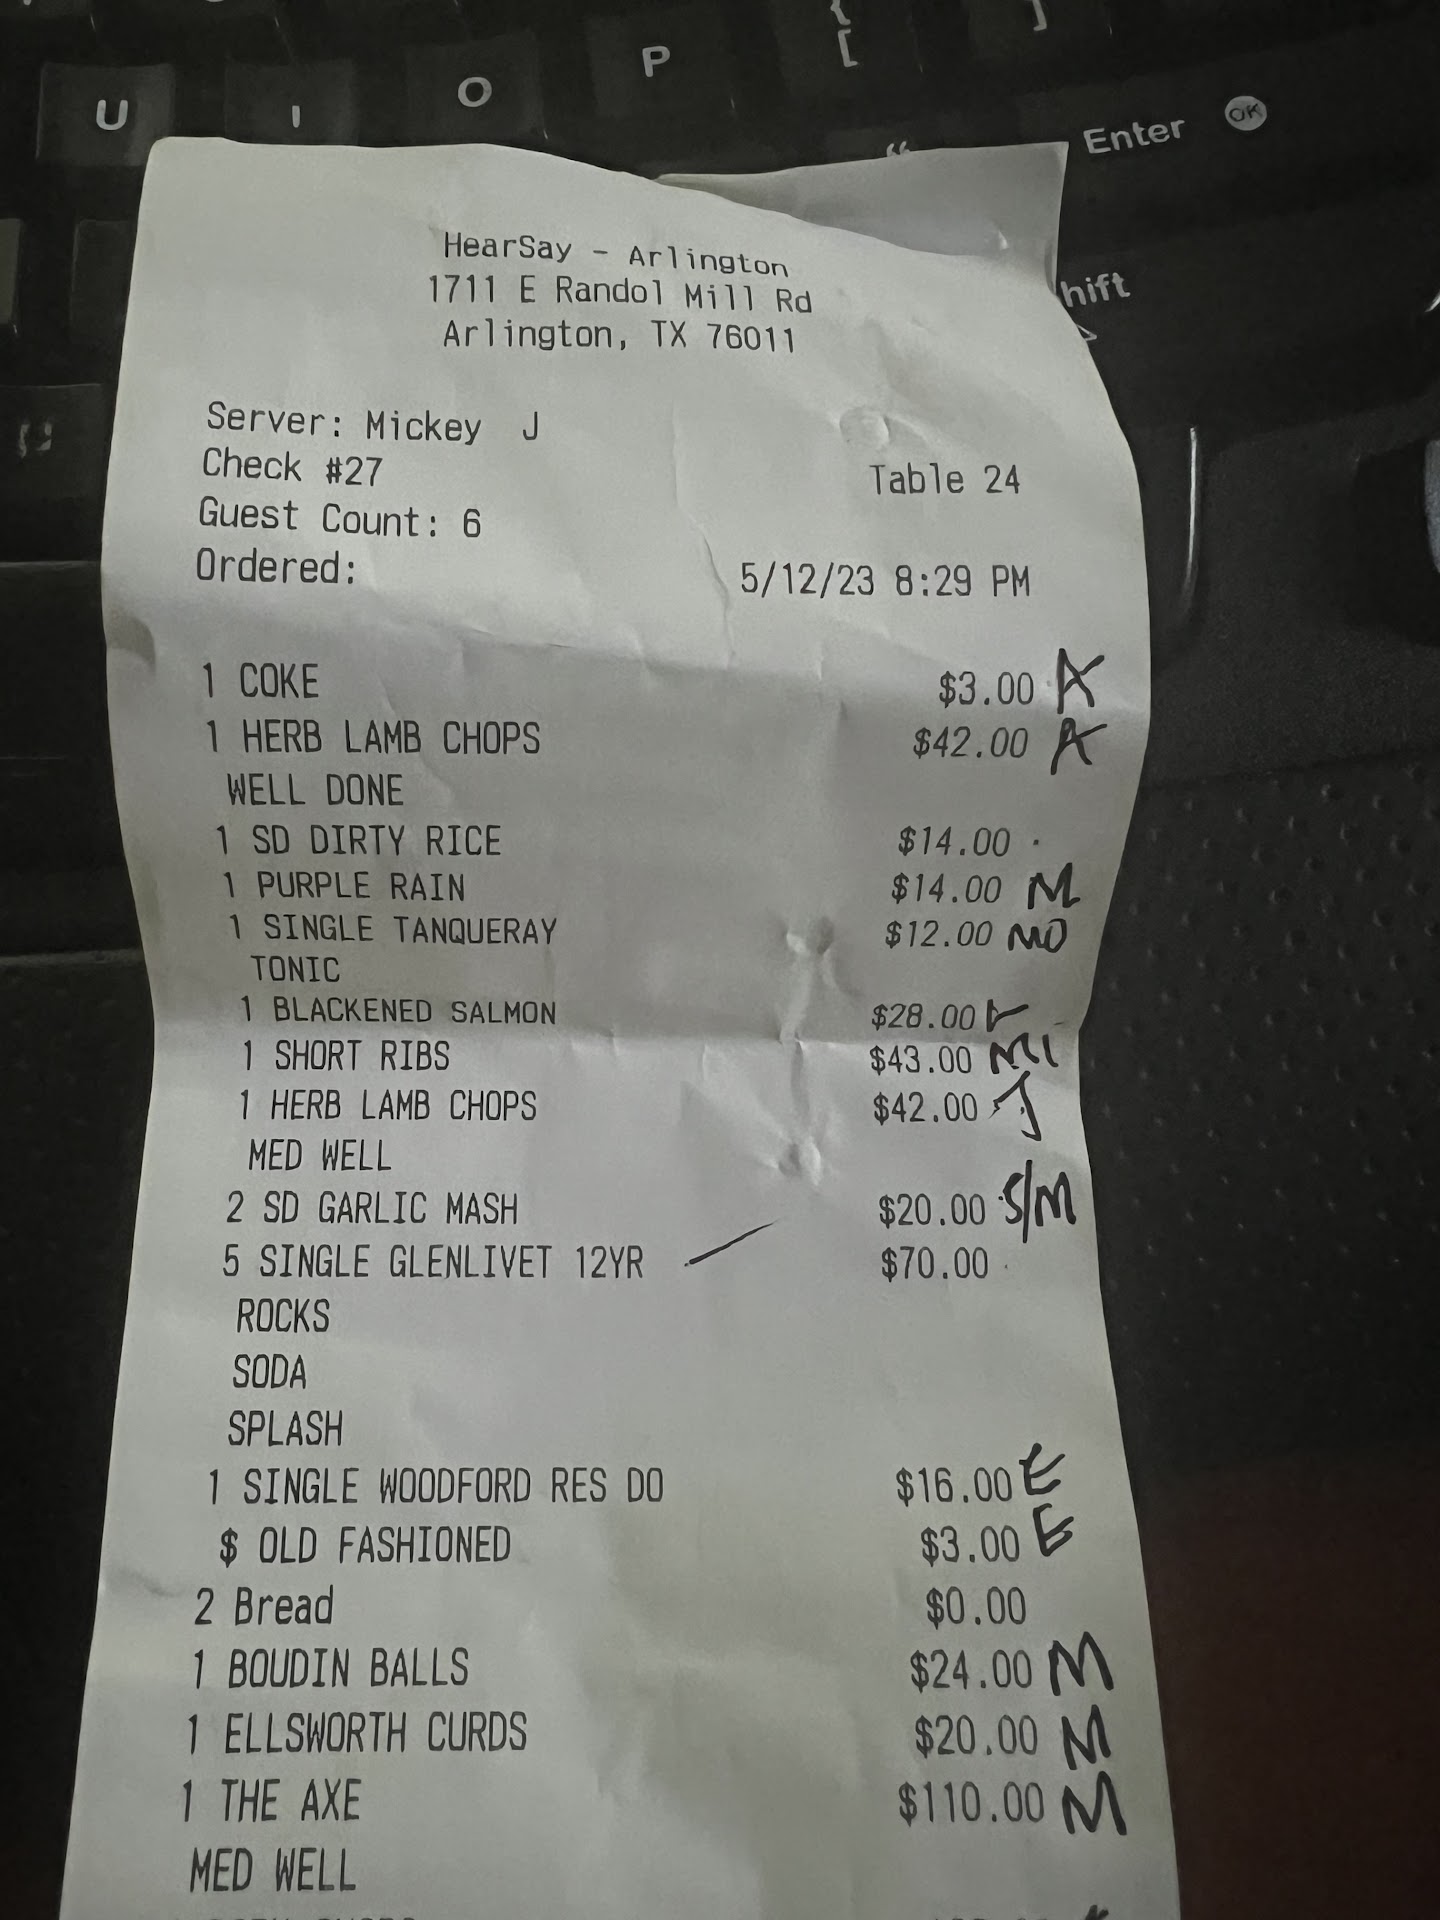 U I O P { [ ]
" Enter OK
hift
HearSay - Arlington
1711 E Randol Mill Rd
Arlington, TX 76011
Server: Mickey J
Check #27 Table 24
Guest Count: 6
Ordered: 5/12/23 8:29 PM
1 COKE $3.00 A
1 HERB LAMB CHOPS $42.00 A
WELL DONE
1 SD DIRTY RICE $14.00
1 PURPLE RAIN $14.00 M
1 SINGLE TANQUERAY $12.00 MO
TONIC
1 BLACKENED SALMON $28.00
1 SHORT RIBS $43.00 MI
1 HERB LAMB CHOPS $42.00 J
MED WELL
2 SD GARLIC MASH $20.00 S/M
5 SINGLE GLENLIVET 12YR $70.00
ROCKS
SODA
SPLASH
1 SINGLE WOODFORD RES DO $16.00 E
$ OLD FASHIONED $3.00 E
2 Bread $0.00
1 BOUDIN BALLS $24.00 M
1 ELLSWORTH CURDS $20.00 M
1 THE AXE $110.00 M
MED WELL